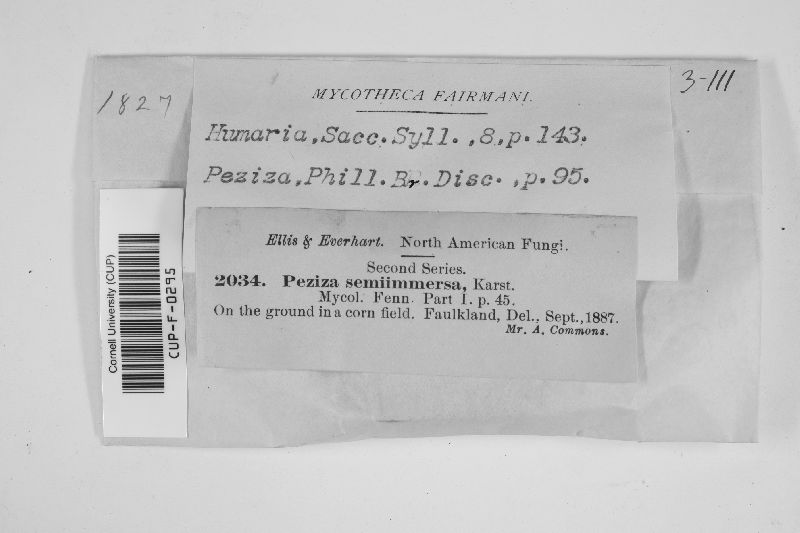 1827
3-111
MYCOTHECA FAIRMANI.
Humaria,Sacc.Syll.,8,p.143.
Peziza,Phill.Br.Disc.,p.95.
Ellis & Everhart. North American Fungi.
Second Series.
2034. Peziza semiimmersa, Karst.
Mycol. Fenn. Part I. p. 45.
On the ground in a corn field. Faulkland, Del., Sept., 1887.
Mr. A. Commons.
Cornell University (CUP)
CUP-F-0295